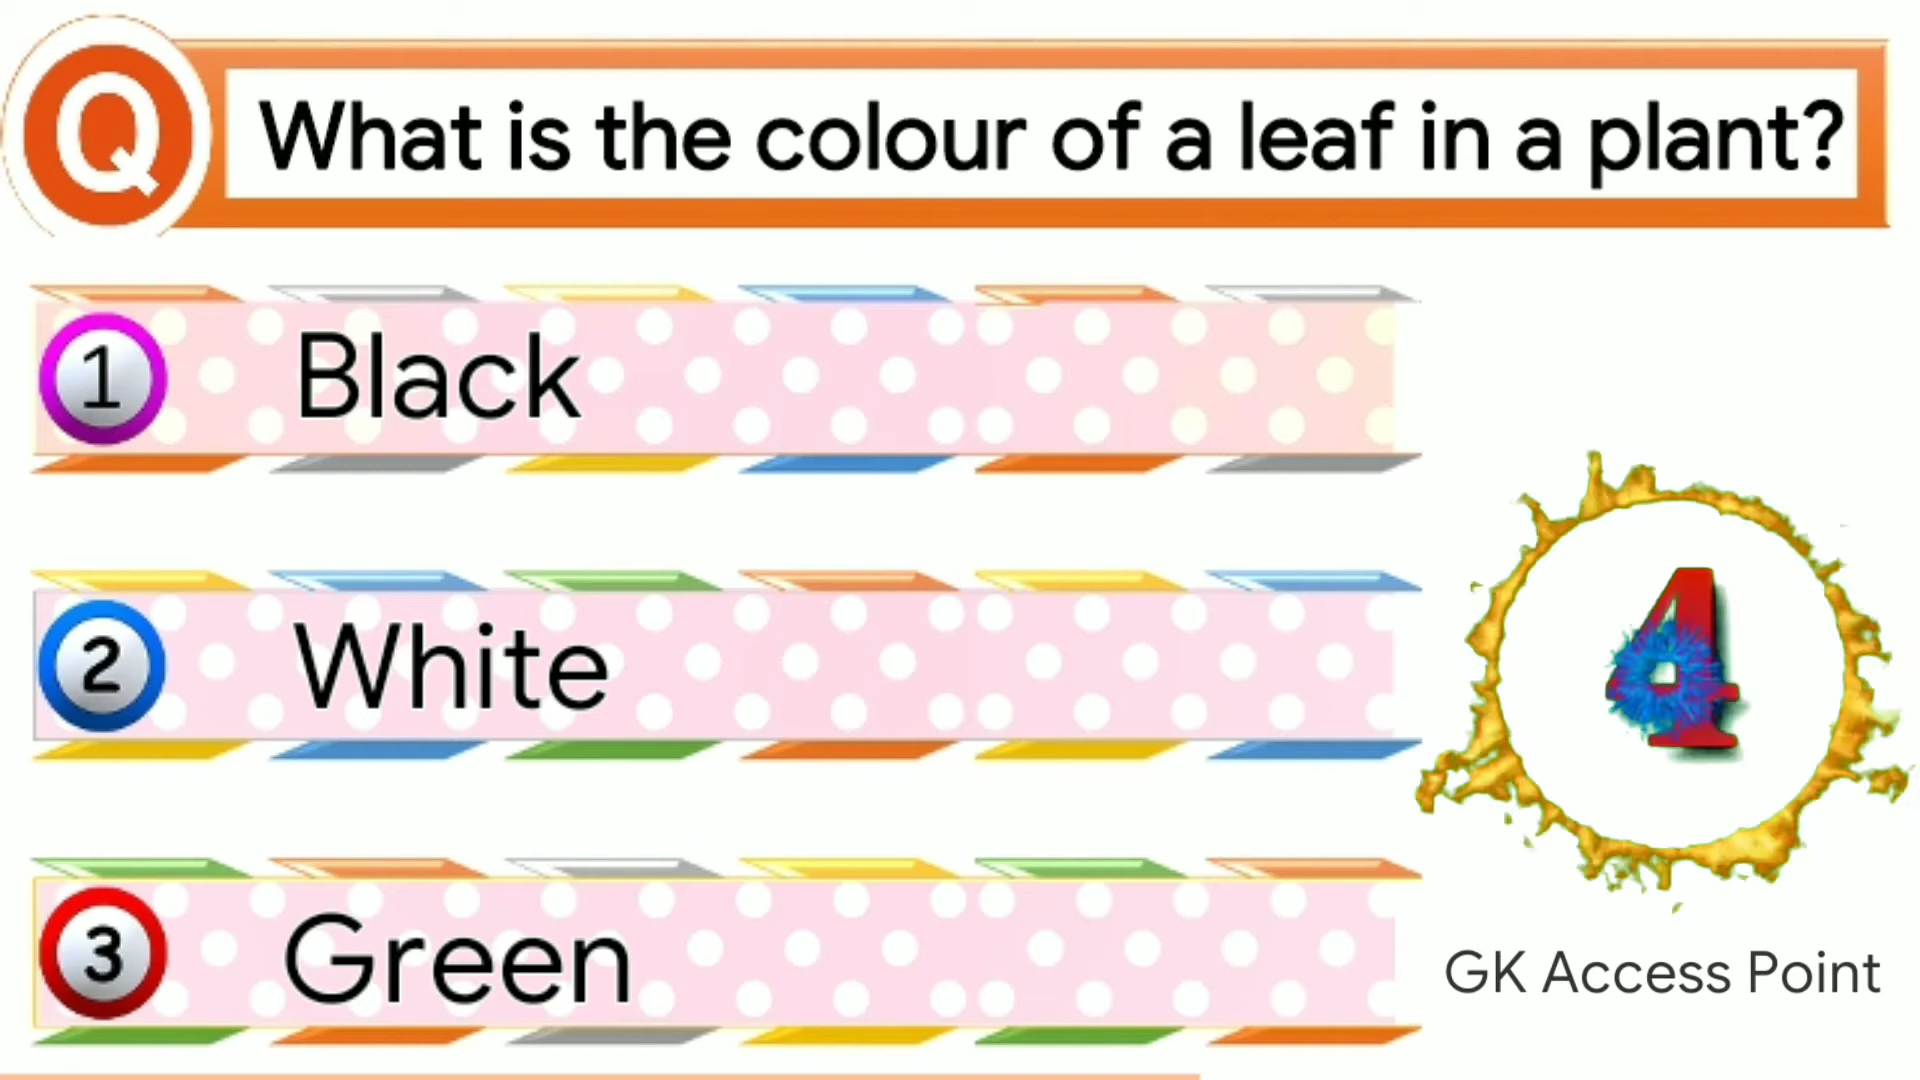 Q What is the colour of a leaf in a plant?
1 Black
2 White
3 Green
4
GK Access Point